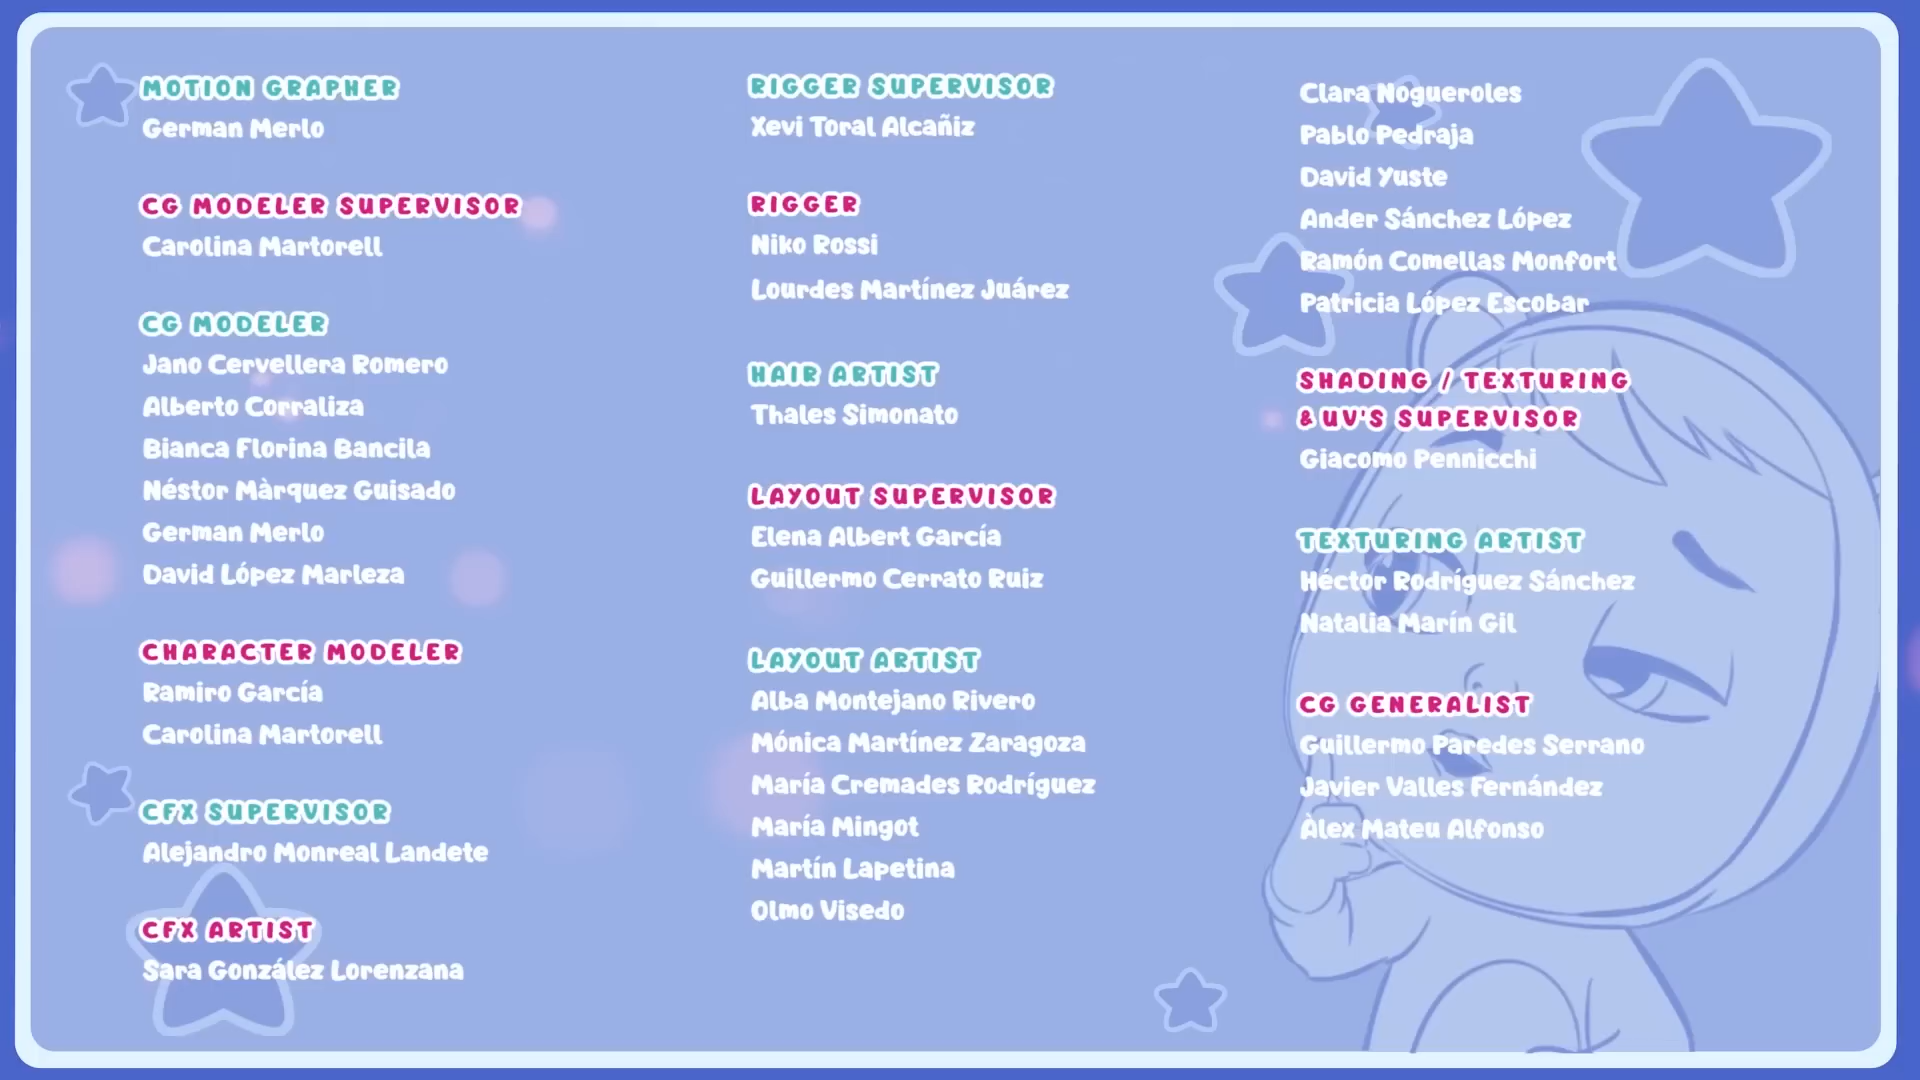 MOTION GRAPHER
German Merlo
CG MODELER SUPERVISOR
Carolina Martorell
CG MODELER
Jano Cervellera Romero
Alberto Corraliza
Bianca Florina Bancila
Néstor Màrquez Guisado
German Merlo
David López Marleza
CHARACTER MODELER
Ramiro García
Carolina Martorell
CFX SUPERVISOR
Alejandro Monreal Landete
CFX ARTIST
Sara González Lorenzana
RIGGER SUPERVISOR
Xevi Toral Alcañiz
RIGGER
Niko Rossi
Lourdes Martínez Juárez
HAIR ARTIST
Thales Simonato
LAYOUT SUPERVISOR
Elena Albert García
Guillermo Cerrato Ruiz
LAYOUT ARTIST
Alba Montejano Rivero
Mónica Martínez Zaragoza
María Cremades Rodríguez
María Mingot
Martín Lapetina
Olmo Visedo
Clara Nogueroles
Pablo Pedraja
David Yuste
Ander Sánchez López
Ramón Comellas Monfort
Patricia López Escobar
SHADING / TEXTURING
& UV'S SUPERVISOR
Giacomo Pennicchi
TEXTURING ARTIST
Héctor Rodríguez Sánchez
Natalia Marín Gil
CG GENERALIST
Guillermo Paredes Serrano
Javier Valles Fernández
Àlex Mateu Alfonso